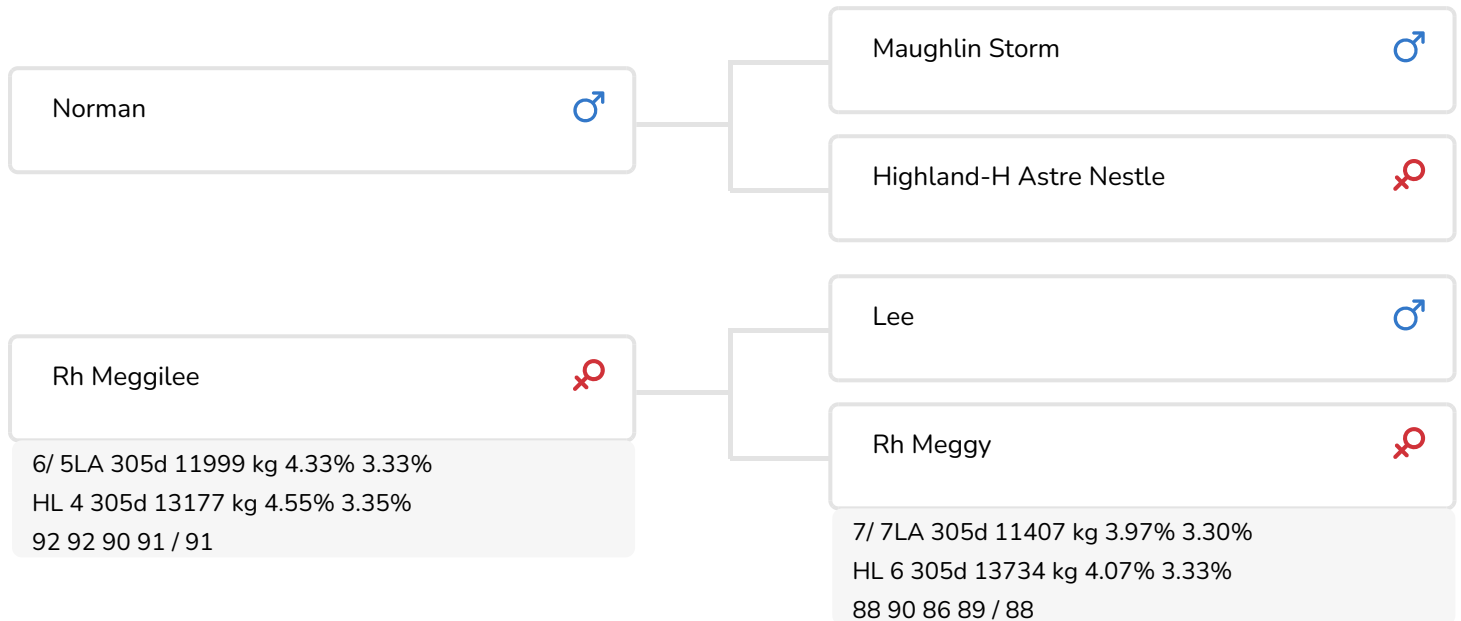 Norman
Maughlin Storm
Highland-H Astre Nestle
Rh Meggilee
6/ 5LA 305d 11999 kg 4.33% 3.33%
HL 4 305d 13177 kg 4.55% 3.35%
92 92 90 91 / 91
Lee
Rh Meggy
7/ 7LA 305d 11407 kg 3.97% 3.30%
HL 6 305d 13734 kg 4.07% 3.33%
88 90 86 89 / 88